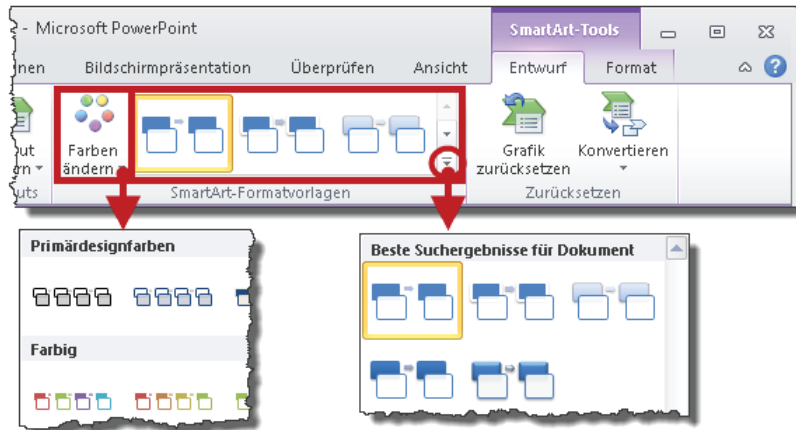 - Microsoft PowerPoint
SmartArt-Tools
Bildschirmpräsentation Überprüfen Ansicht Entwurf Format
Farben
ändern
Grafik
zurücksetzen
Konvertieren
SmartArt-Formatvorlagen
Zurücksetzen
Primärdesignfarben
Farbig
Beste Suchergebnisse für Dokument